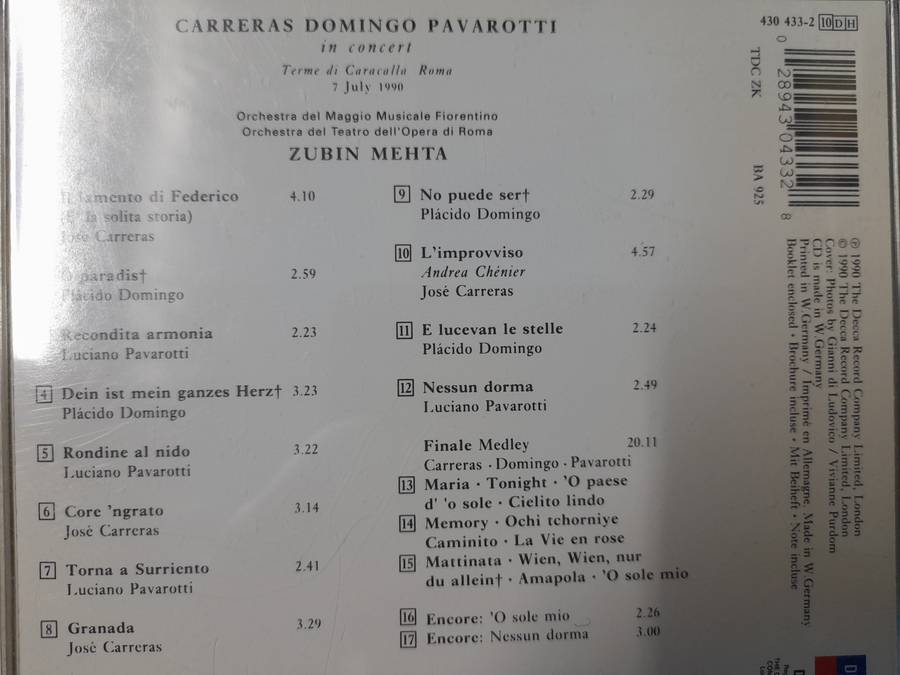 CARRERAS DOMINGO PAVAROTTI
in concert
Terme di Caracalla Roma
7 July 1990
Orchestra del Maggio Musicale Fiorentino
Orchestra del Teatro dell'Opera di Roma
ZUBIN MEHTA
Il lamento di Federico 4.10
(E' la solita storia)
José Carreras
O paradis† 2.59
Plácido Domingo
Recondita armonia 2.23
Luciano Pavarotti
4 Dein ist mein ganzes Herz† 3.23
Plácido Domingo
5 Rondine al nido 3.22
Luciano Pavarotti
6 Core 'ngrato 3.14
José Carreras
7 Torna a Surriento 2.41
Luciano Pavarotti
8 Granada 3.29
José Carreras
9 No puede ser† 2.29
Plácido Domingo
10 L'improvviso 4.57
Andrea Chénier
José Carreras
11 E lucevan le stelle 2.24
Plácido Domingo
12 Nessun dorma 2.49
Luciano Pavarotti
Finale Medley 20.11
Carreras · Domingo · Pavarotti
13 Maria · Tonight · 'O paese
d' 'o sole · Cielito lindo
14 Memory · Ochi tchorniye
Caminito · La Vie en rose
15 Mattinata · Wien, Wien, nur
du allein† · Amapola · 'O sole mio
16 Encore: 'O sole mio 2.26
17 Encore: Nessun dorma 3.00
430 433-2 10 D H
0 28943 04332 8
TDC ZK BA 925
℗ 1990 The Decca Record Company Limited, London
© 1990 The Decca Record Company Limited, London
Cover: Photos by Gianni di Ludovico / Vivianne Purdom
CD is made in W.Germany
Printed in W.Germany / Imprimé en Allemagne. Made in W.Germany
Booklet enclosed • Brochure incluse • Mit Beiheft • Note incluse